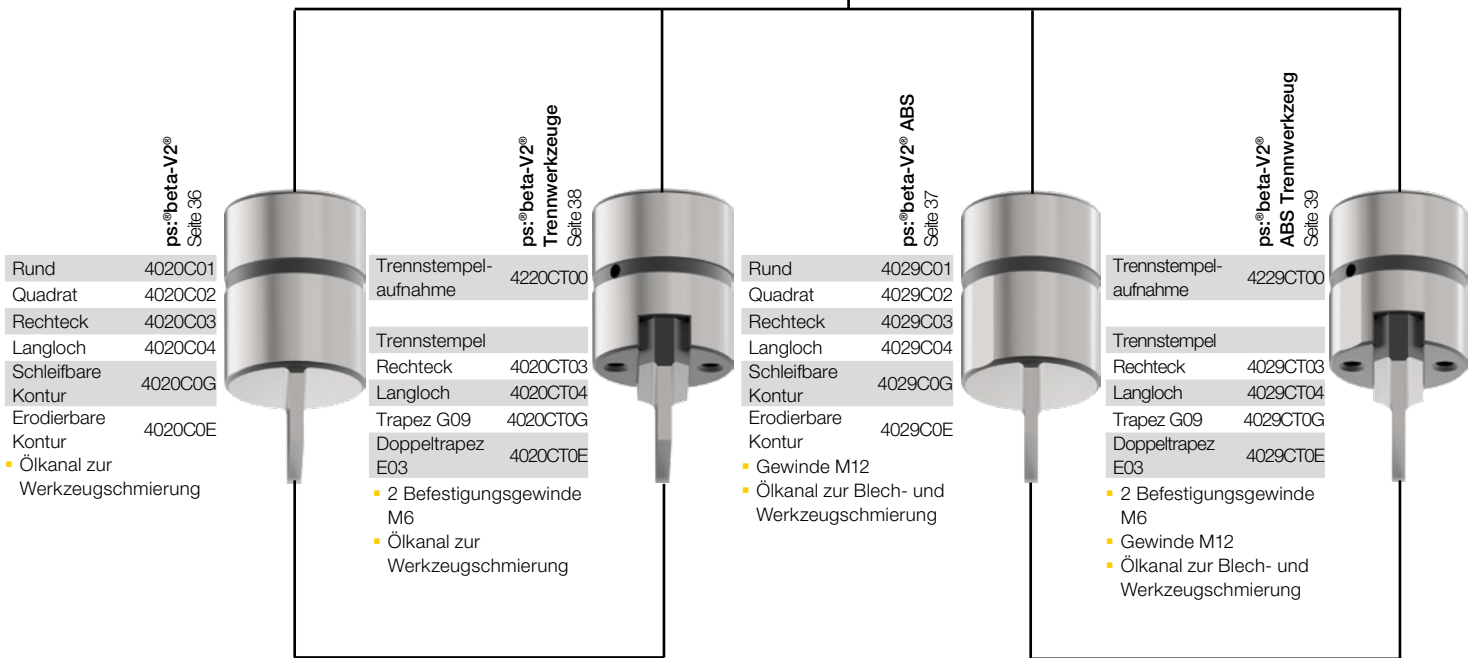 ps:®beta-V2®
Seite 36
Rund 4020C01
Quadrat 4020C02
Rechteck 4020C03
Langloch 4020C04
Schleifbare
Kontur 4020C0G
Erodierbare
Kontur 4020C0E
▪ Ölkanal zur
Werkzeugschmierung
ps:®beta-V2®
Trennwerkzeuge
Seite 38
Trennstempel-
aufnahme 4220CT00
Trennstempel
Rechteck 4020CT03
Langloch 4020CT04
Trapez G09 4020CT0G
Doppeltrapez
E03 4020CT0E
▪ 2 Befestigungsgewinde
M6
▪ Ölkanal zur
Werkzeugschmierung
ps:®beta-V2® ABS
Seite 37
Rund 4029C01
Quadrat 4029C02
Rechteck 4029C03
Langloch 4029C04
Schleifbare
Kontur 4029C0G
Erodierbare
Kontur 4029C0E
▪ Gewinde M12
▪ Ölkanal zur Blech- und
Werkzeugschmierung
ps:®beta-V2®
ABS Trennwerkzeug
Seite 39
Trennstempel-
aufnahme 4229CT00
Trennstempel
Rechteck 4029CT03
Langloch 4029CT04
Trapez G09 4029CT0G
Doppeltrapez
E03 4029CT0E
▪ 2 Befestigungsgewinde
M6
▪ Gewinde M12
▪ Ölkanal zur Blech- und
Werkzeugschmierung